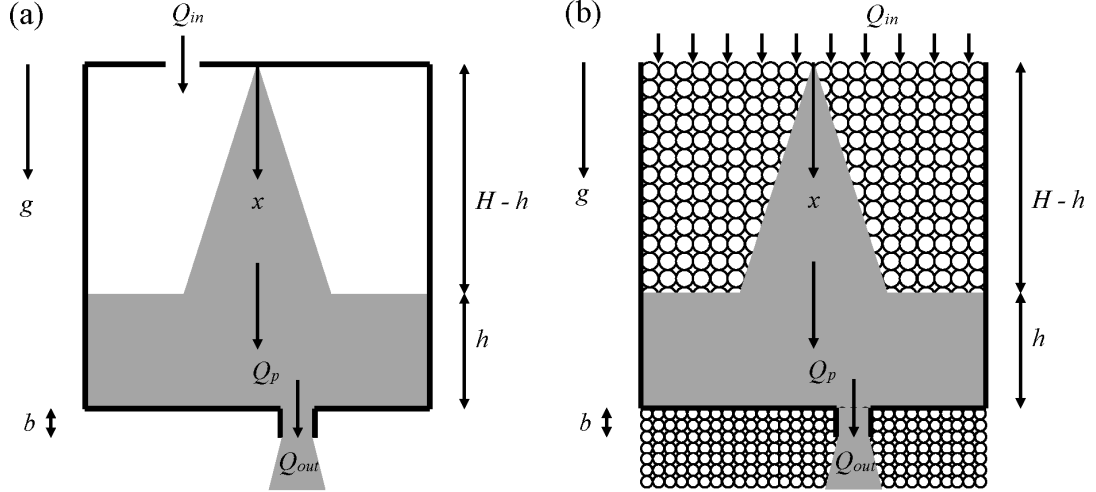 (a)
Q_in
g
x
H - h
h
Q_p
b
Q_out
(b)
Q_in
g
x
H - h
h
Q_p
b
Q_out